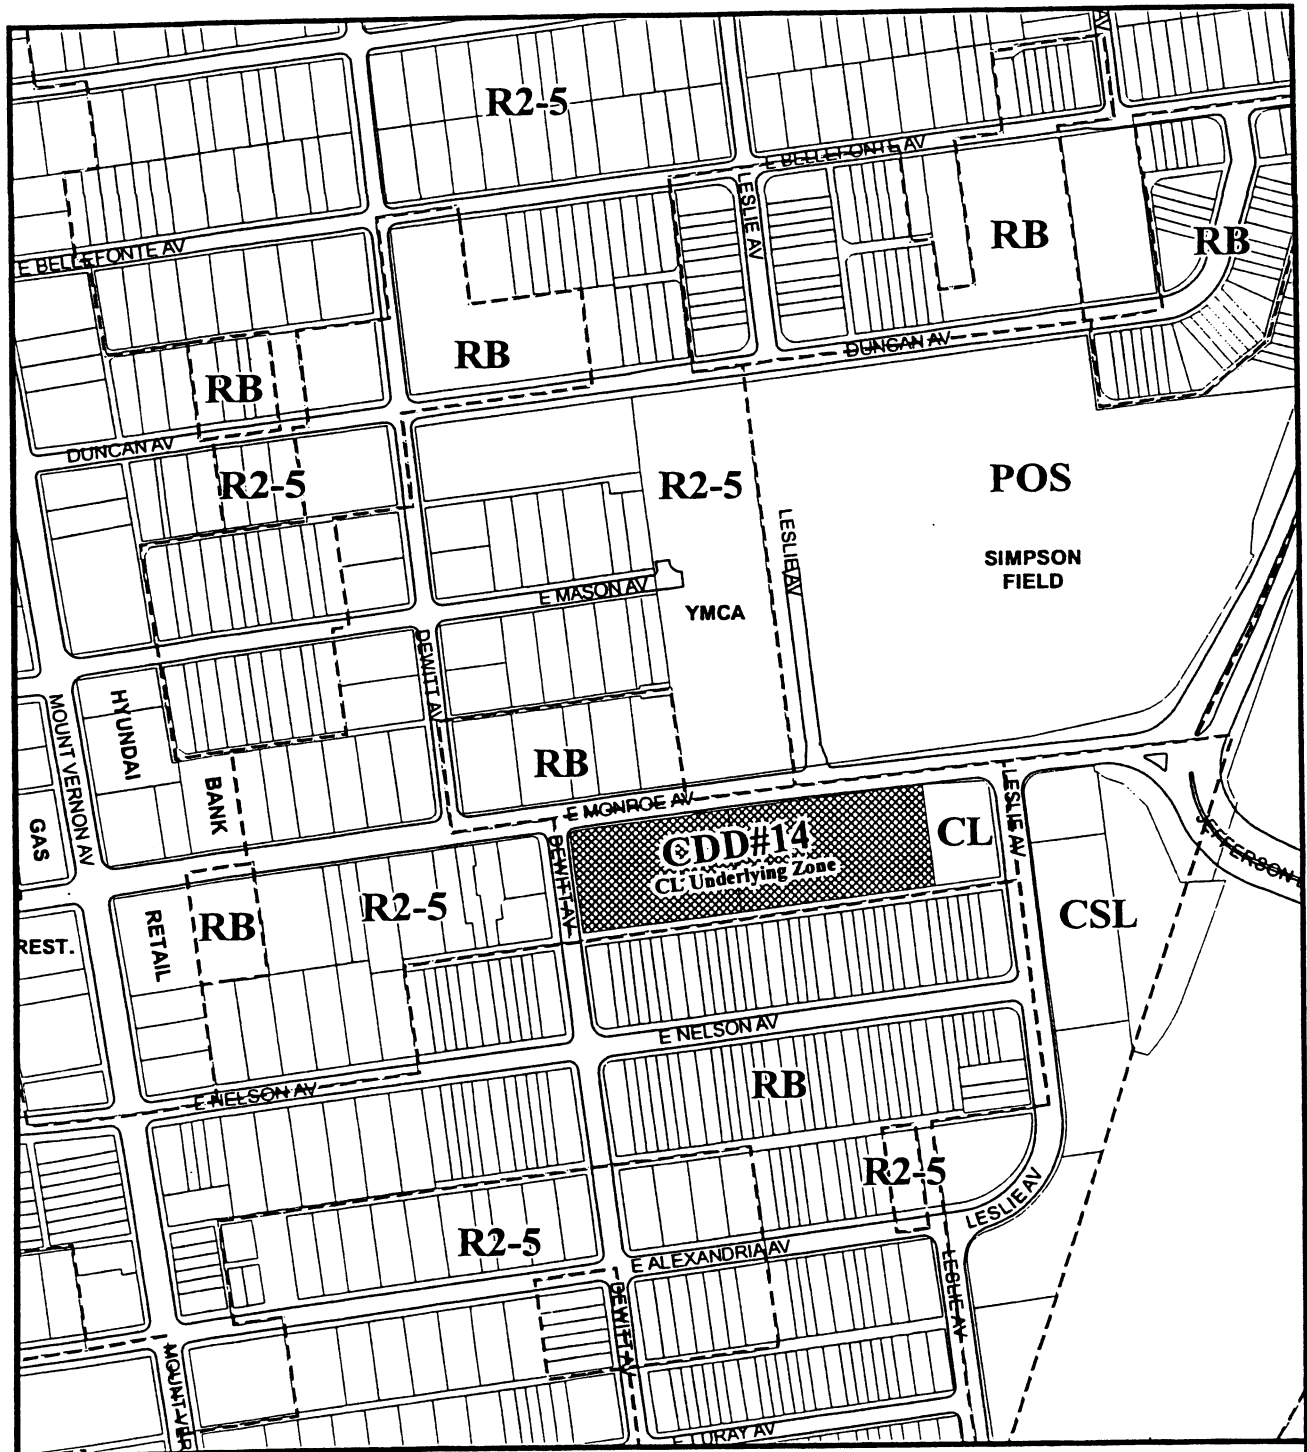 AV
R2-5
E BELLEFONTE AV
LESLIE AV
RB
RB
E BELLEFONTE AV
DUNCAN AV
RB
RB
DUNCAN AV
R2-5
R2-5
POS
LESLIE AV
SIMPSON
FIELD
E MASON AV
YMCA
DEWITT AV
HYUNDAI
MOUNT VERNON AV
BANK
RB
E MONROE AV
LESLIE AV
GAS
CDD#14
CL Underlying Zone
CL
JEFFERSON
DEWITT AV
R2-5
RB
RETAIL
REST.
CSL
E NELSON AV
RB
E NELSON AV
R2-5
LESLIE AV
R2-5
E ALEXANDRIA AV
LESLIE AV
DEWITT AV
MOUNT VER
E LURAY AV